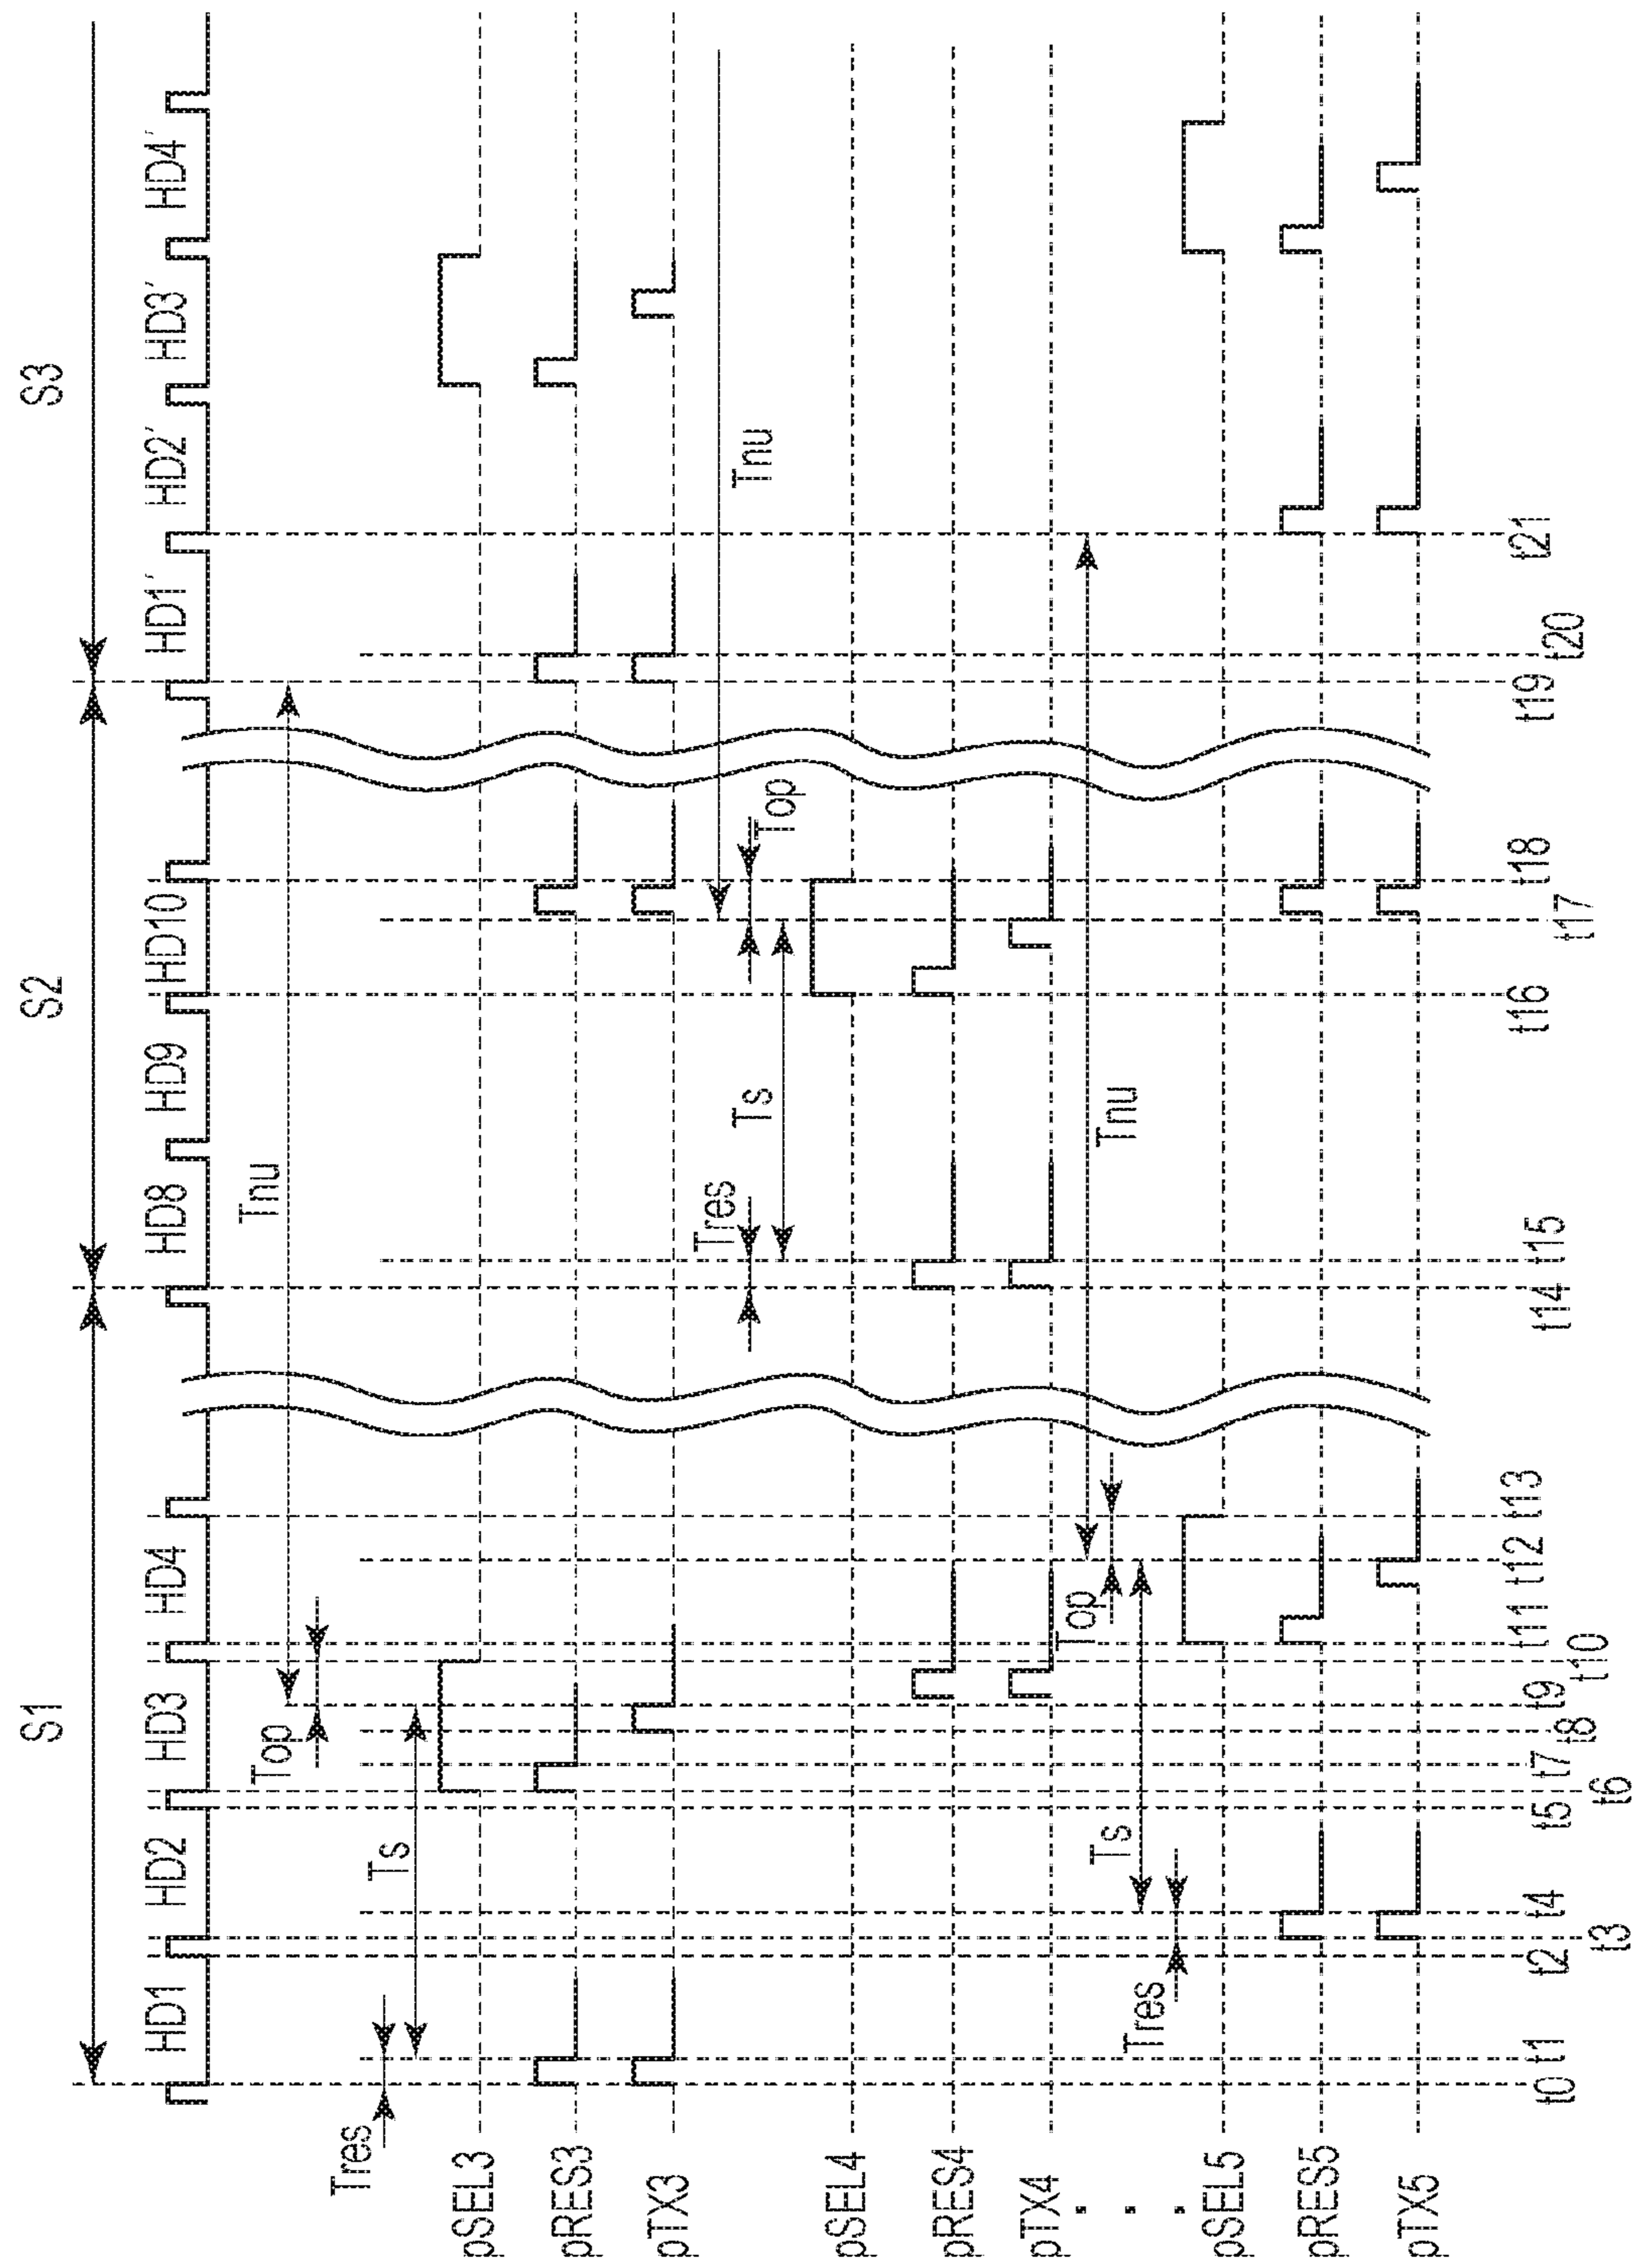 S1 S2 S3
HD1 HD2 HD3 HD4 HD8 HD9 HD10 HD1′ HD2′ HD3′ HD4′
Tnu
Top
Tres
Ts
pSEL3
pRES3
pTX3
Tnu
Top
Tres
Ts
pSEL4
pRES4
pTX4
Tnu
Top
Ts
Tres
pSEL5
pRES5
pTX5
t0 t1 t2 t3 t4 t5 t6 t7 t8 t9 t10 t11 t12 t13 t14 t15 t16 t17 t18 t19 t20 t21